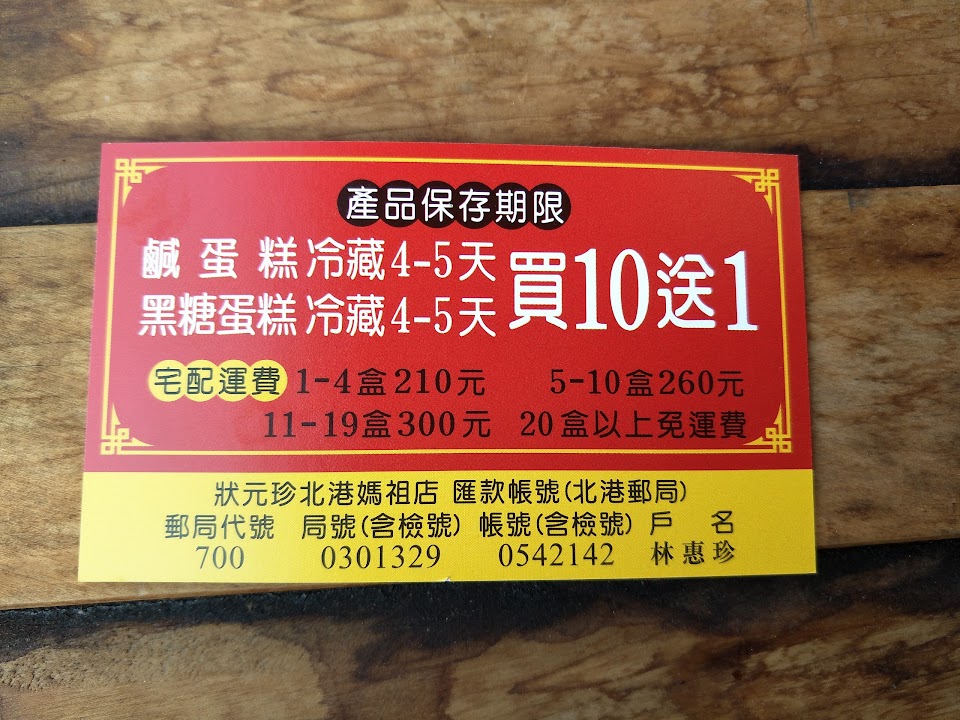 產品保存期限
鹹蛋糕冷藏4-5天
黑糖蛋糕冷藏4-5天
買10送1
宅配運費 1-4盒210元 5-10盒260元
11-19盒300元 20盒以上免運費
狀元珍北港媽祖店 匯款帳號(北港郵局)
郵局代號 局號(含檢號) 帳號(含檢號) 戶名
700 0301329 0542142 林惠珍